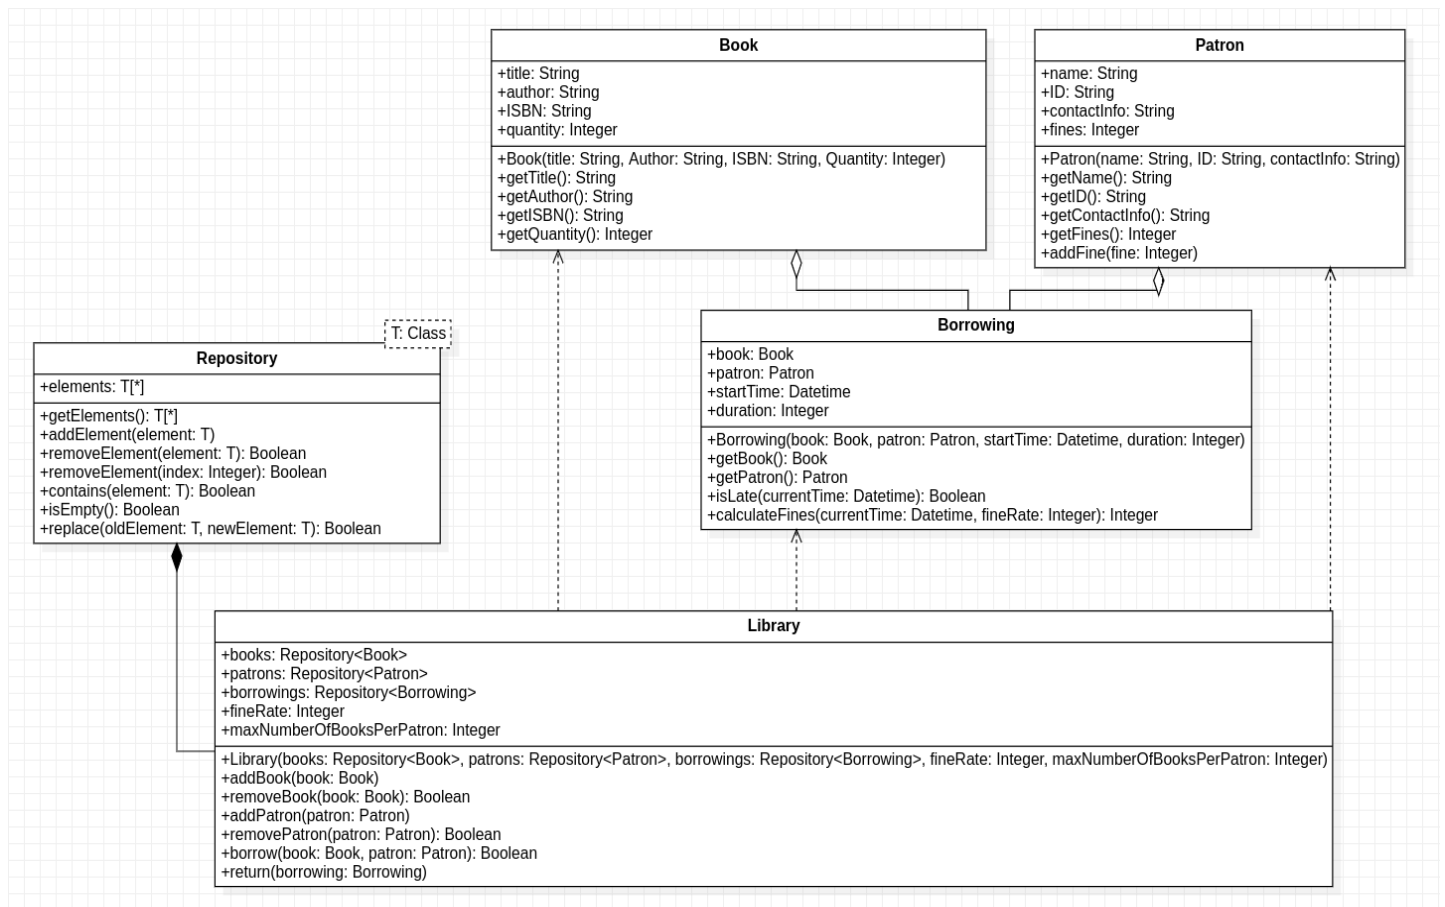 Book
+title: String
+author: String
+ISBN: String
+quantity: Integer
+Book(title: String, Author: String, ISBN: String, Quantity: Integer)
+getTitle(): String
+getAuthor(): String
+getISBN(): String
+getQuantity(): Integer
Patron
+name: String
+ID: String
+contactInfo: String
+fines: Integer
+Patron(name: String, ID: String, contactInfo: String)
+getName(): String
+getID(): String
+getContactInfo(): String
+getFines(): Integer
+addFine(fine: Integer)
T: Class
Repository
+elements: T[*]
+getElements(): T[*]
+addElement(element: T)
+removeElement(element: T): Boolean
+removeElement(index: Integer): Boolean
+contains(element: T): Boolean
+isEmpty(): Boolean
+replace(oldElement: T, newElement: T): Boolean
Borrowing
+book: Book
+patron: Patron
+startTime: Datetime
+duration: Integer
+Borrowing(book: Book, patron: Patron, startTime: Datetime, duration: Integer)
+getBook(): Book
+getPatron(): Patron
+isLate(currentTime: Datetime): Boolean
+calculateFines(currentTime: Datetime, fineRate: Integer): Integer
Library
+books: Repository<Book>
+patrons: Repository<Patron>
+borrowings: Repository<Borrowing>
+fineRate: Integer
+maxNumberOfBooksPerPatron: Integer
+Library(books: Repository<Book>, patrons: Repository<Patron>, borrowings: Repository<Borrowing>, fineRate: Integer, maxNumberOfBooksPerPatron: Integer)
+addBook(book: Book)
+removeBook(book: Book): Boolean
+addPatron(patron: Patron)
+removePatron(patron: Patron): Boolean
+borrow(book: Book, patron: Patron): Boolean
+return(borrowing: Borrowing)